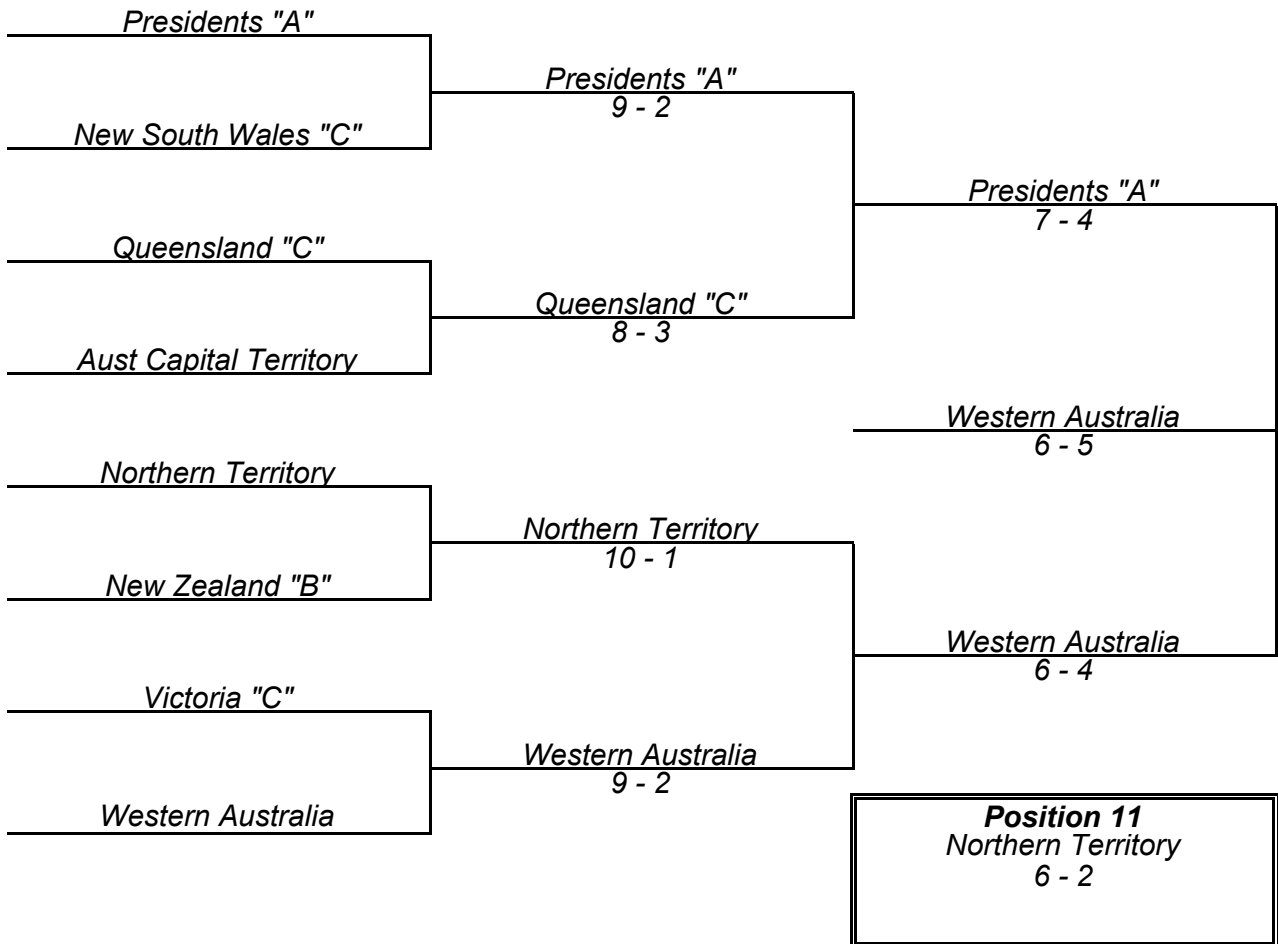 Presidents "A"
Presidents "A"
9 - 2
New South Wales "C"
Presidents "A"
7 - 4
Queensland "C"
Queensland "C"
8 - 3
Aust Capital Territory
Western Australia
6 - 5
Northern Territory
Northern Territory
10 - 1
New Zealand "B"
Western Australia
6 - 4
Victoria "C"
Western Australia
9 - 2
Western Australia
Position 11
Northern Territory
6 - 2